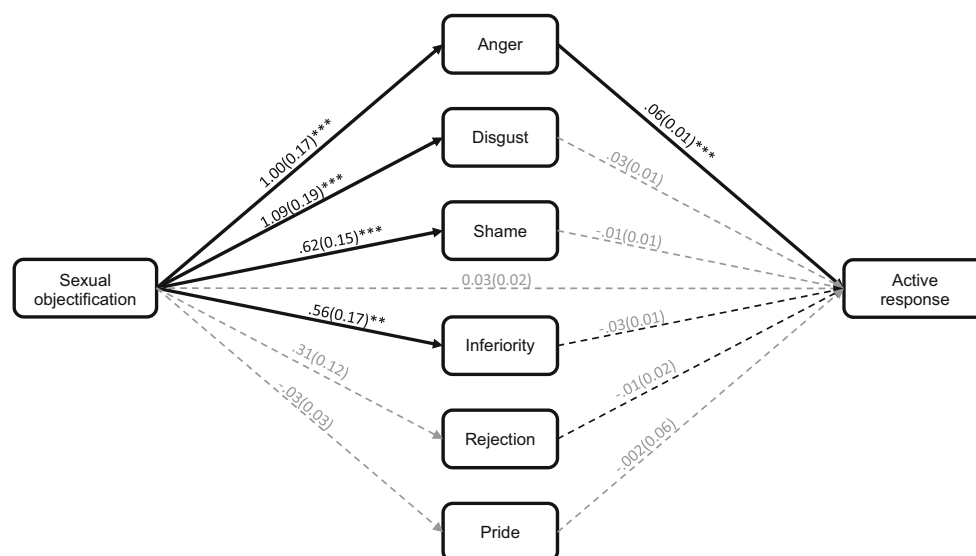 Anger
1.00(0.17)***
.06(0.01)***
Disgust
1.09(0.19)***
.03(0.01)
Shame
.62(0.15)***
-.01(0.01)
Sexual
objectification
0.03(0.02)
Active
response
.56(0.17)**
Inferiority
-.03(0.01)
.31(0.12)
Rejection
-.01(0.02)
-.03(0.03)
-.002(0.06)
Pride